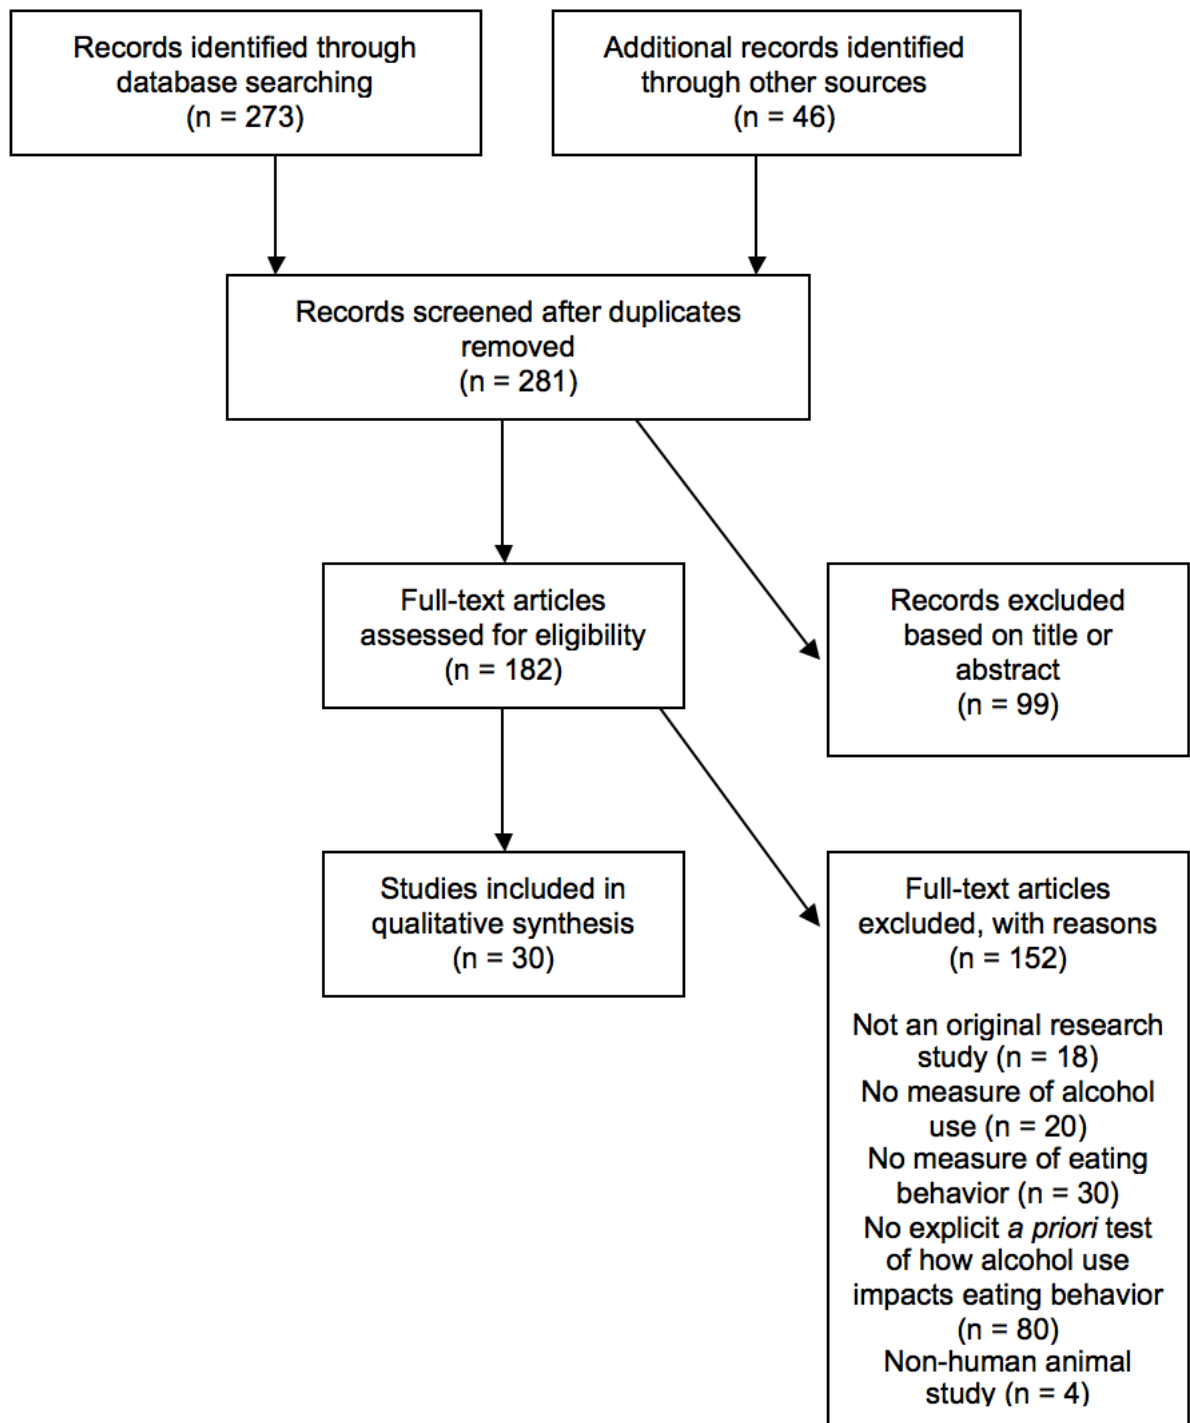 Records identified through
database searching
(n = 273)
Additional records identified
through other sources
(n = 46)
Records screened after duplicates
removed
(n = 281)
Full-text articles
assessed for eligibility
(n = 182)
Records excluded
based on title or
abstract
(n = 99)
Studies included in
qualitative synthesis
(n = 30)
Full-text articles
excluded, with reasons
(n = 152)
Not an original research
study (n = 18)
No measure of alcohol
use (n = 20)
No measure of eating
behavior (n = 30)
No explicit a priori test
of how alcohol use
impacts eating behavior
(n = 80)
Non-human animal
study (n = 4)